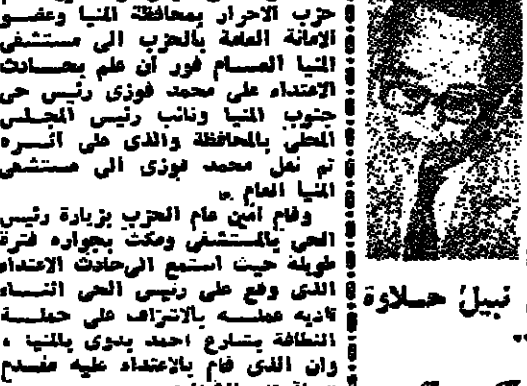 حزب الاحرار بمحافظة المنيا وعضو
الامانة العامة بالحزب الى مستشفى
المنيا العام فور ان علم بحادث
الاعتداء على محمد فوزى رئيس حى
جنوب المنيا ونائب رئيس المجلس
المحلى بالمحافظة والذى على اثره
تم نقل محمد فوزى الى مستشفى
المنيا العام
وقام امين عام الحزب بزيارة رئيس
الحى بالمستشفى ومكث بجواره فترة
طويلة حيث استمع الى حادث الاعتداء
الذى وقع على رئيس الحى اثناء
تاديه عمله بالاشراف على حملة
النظافة بشارع احمد بدوى بالمنيا ،
وان الذى قام بالاعتداء عليه مقدم
نبيل حلاوة